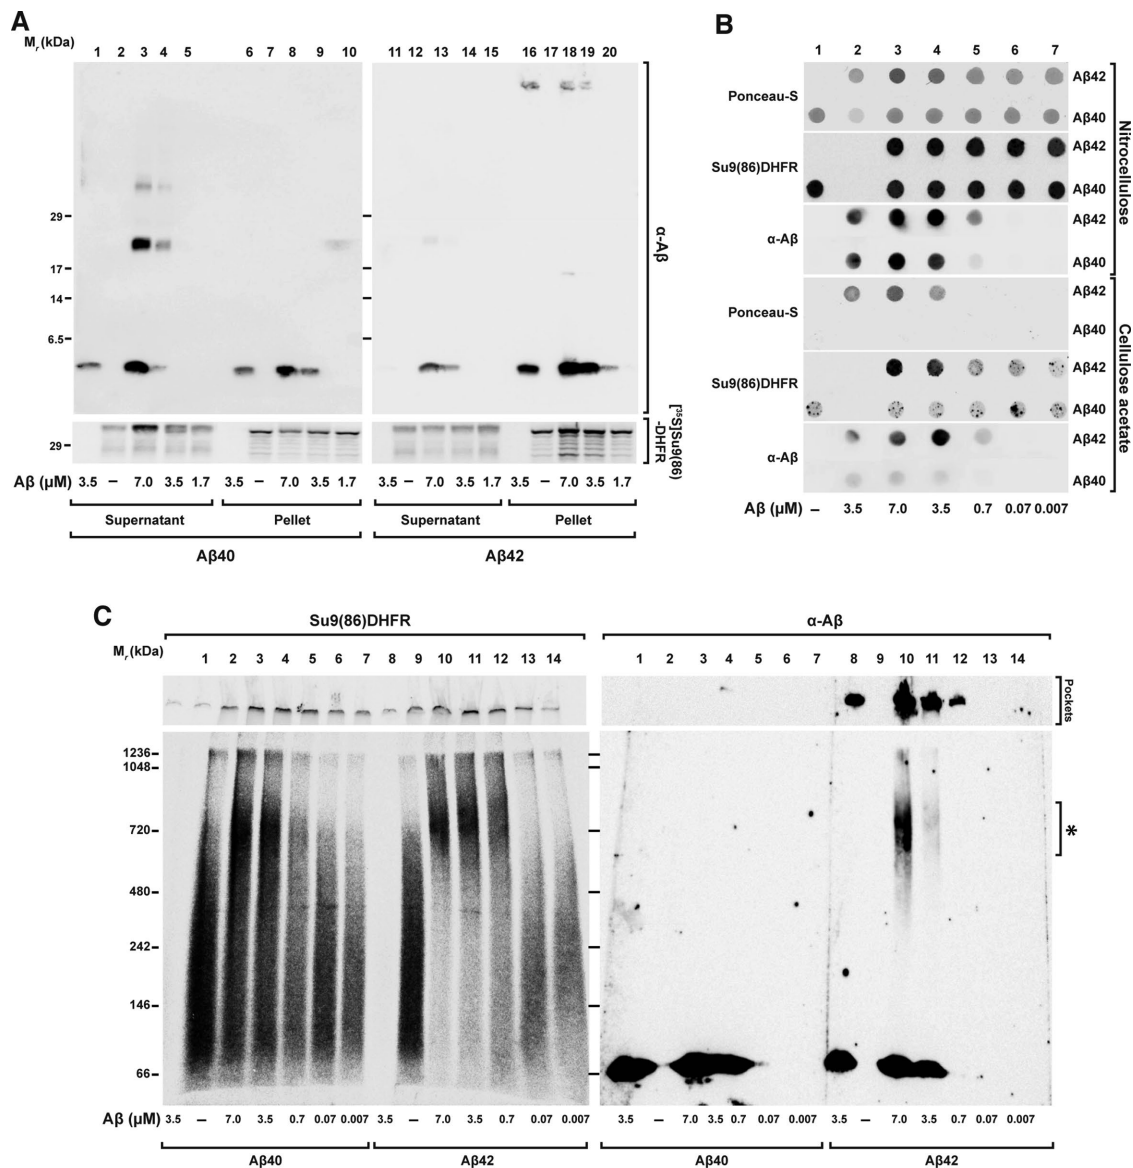 A
Mr (kDa) 1 2 3 4 5 6 7 8 9 10 11 12 13 14 15 16 17 18 19 20
29
17
14
6.5
α-Aβ
29
[35S]Su9(86)
-DHFR
Aβ (μM) 3.5 – 7.0 3.5 1.7 3.5 – 7.0 3.5 1.7 3.5 – 7.0 3.5 1.7 3.5 – 7.0 3.5 1.7
Supernatant Pellet Supernatant Pellet
Aβ40 Aβ42
B
1 2 3 4 5 6 7
Ponceau-S
Aβ42
Aβ40
Su9(86)DHFR
Aβ42
Aβ40
α-Aβ
Aβ42
Aβ40
Nitrocellulose
Ponceau-S
Aβ42
Aβ40
Su9(86)DHFR
Aβ42
Aβ40
α-Aβ
Aβ42
Aβ40
Cellulose acetate
Aβ (μM) – 3.5 7.0 3.5 0.7 0.07 0.007
C
Su9(86)DHFR α-Aβ
Mr (kDa) 1 2 3 4 5 6 7 8 9 10 11 12 13 14 1 2 3 4 5 6 7 8 9 10 11 12 13 14
Pockets
1236
1048
720
480
242
146
66
*
Aβ (μM) 3.5 – 7.0 3.5 0.7 0.07 0.007 3.5 – 7.0 3.5 0.7 0.07 0.007 3.5 – 7.0 3.5 0.7 0.07 0.007 3.5 – 7.0 3.5 0.7 0.07 0.007
Aβ40 Aβ42 Aβ40 Aβ42